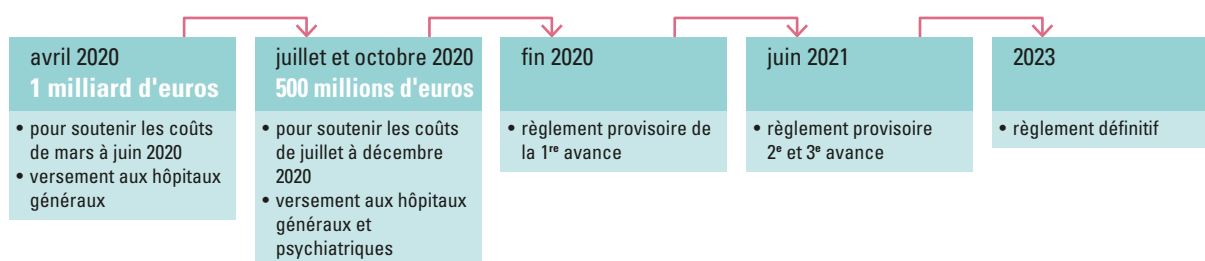 avril 2020
1 milliard d'euros
• pour soutenir les coûts
de mars à juin 2020
• versement aux hôpitaux
généraux
juillet et octobre 2020
500 millions d'euros
• pour soutenir les coûts
de juillet à décembre
2020
• versement aux hôpitaux
généraux et
psychiatriques
fin 2020
• règlement provisoire de
la 1re avance
juin 2021
• règlement provisoire
2e et 3e avance
2023
• règlement définitif